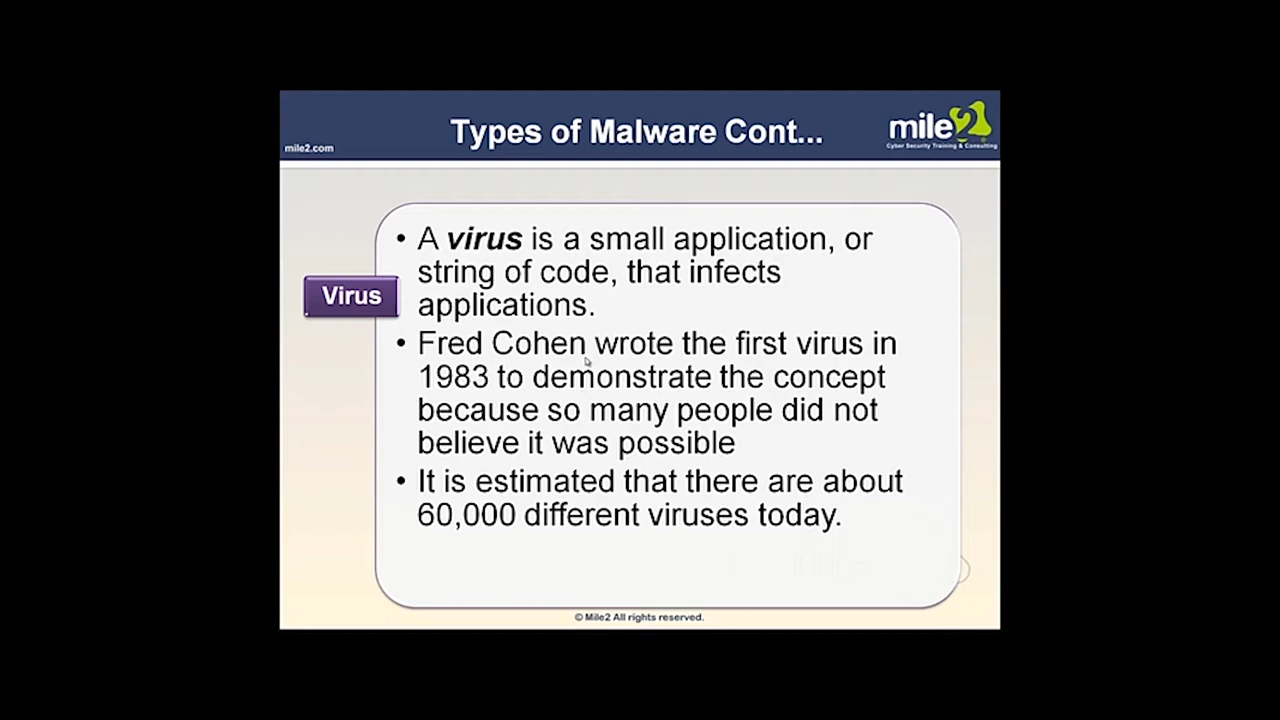 Types of Malware Cont...
mile2
Cyber Security Training & Consulting
mile2.com
Virus
• A virus is a small application, or
string of code, that infects
applications.
• Fred Cohen wrote the first virus in
1983 to demonstrate the concept
because so many people did not
believe it was possible
• It is estimated that there are about
60,000 different viruses today.
© Mile2 All rights reserved.